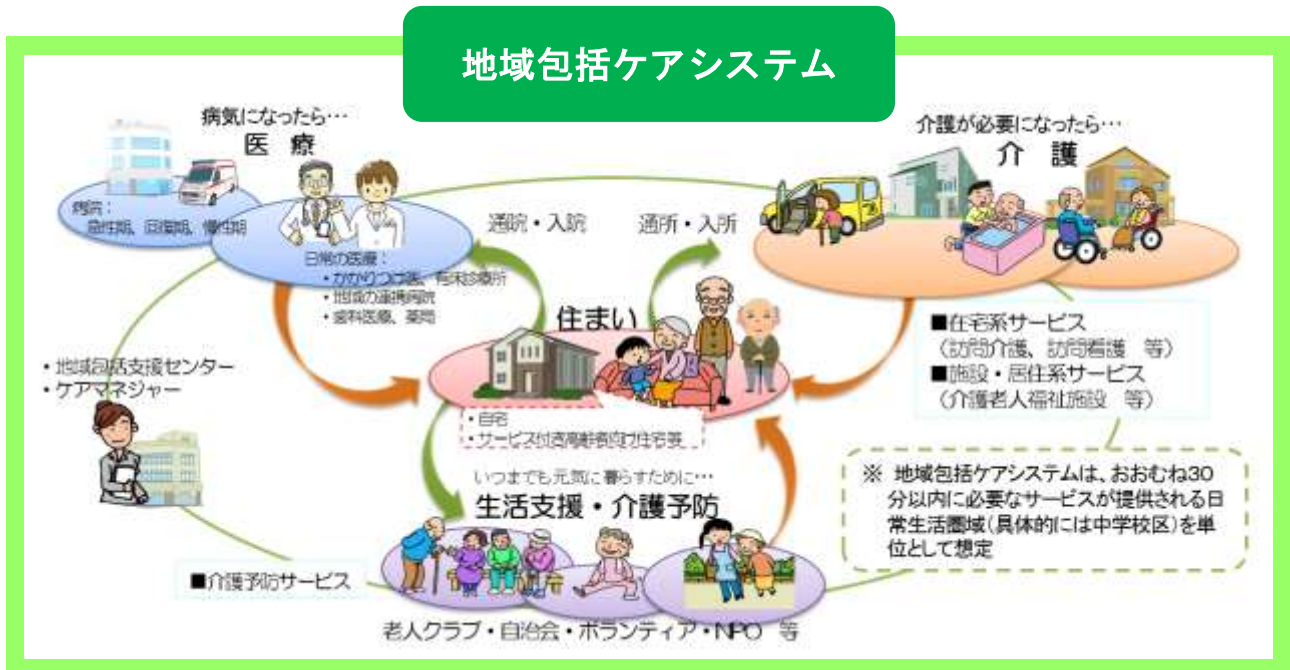 地域包括ケアシステム
病気になったら…
医 療
病院:
急性期、回復期、慢性期
日常の医療:
・かかりつけ医、有床診療所
・地域の連携病院
・歯科医療、薬局
通院・入院
通所・入所
介護が必要になったら…
介 護
■在宅系サービス
（訪問介護、訪問看護 等）
■施設・居住系サービス
（介護老人福祉施設 等）
住まい
・自宅
・サービス付き高齢者向け住宅等
・地域包括支援センター
・ケアマネジャー
いつまでも元気に暮らすために…
生活支援・介護予防
■介護予防サービス
老人クラブ・自治会・ボランティア・NPO 等
※ 地域包括ケアシステムは、おおむね30
分以内に必要なサービスが提供される日
常生活圏域(具体的には中学校区)を単
位として想定